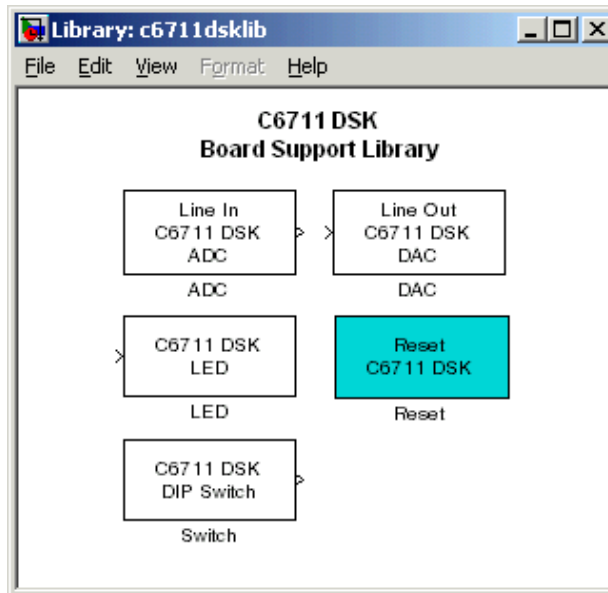 Library: c6711dsklib
File Edit View Format Help
C6711 DSK
Board Support Library
Line In
C6711 DSK
ADC
ADC
Line Out
C6711 DSK
DAC
DAC
C6711 DSK
LED
LED
Reset
C6711 DSK
Reset
C6711 DSK
DIP Switch
Switch